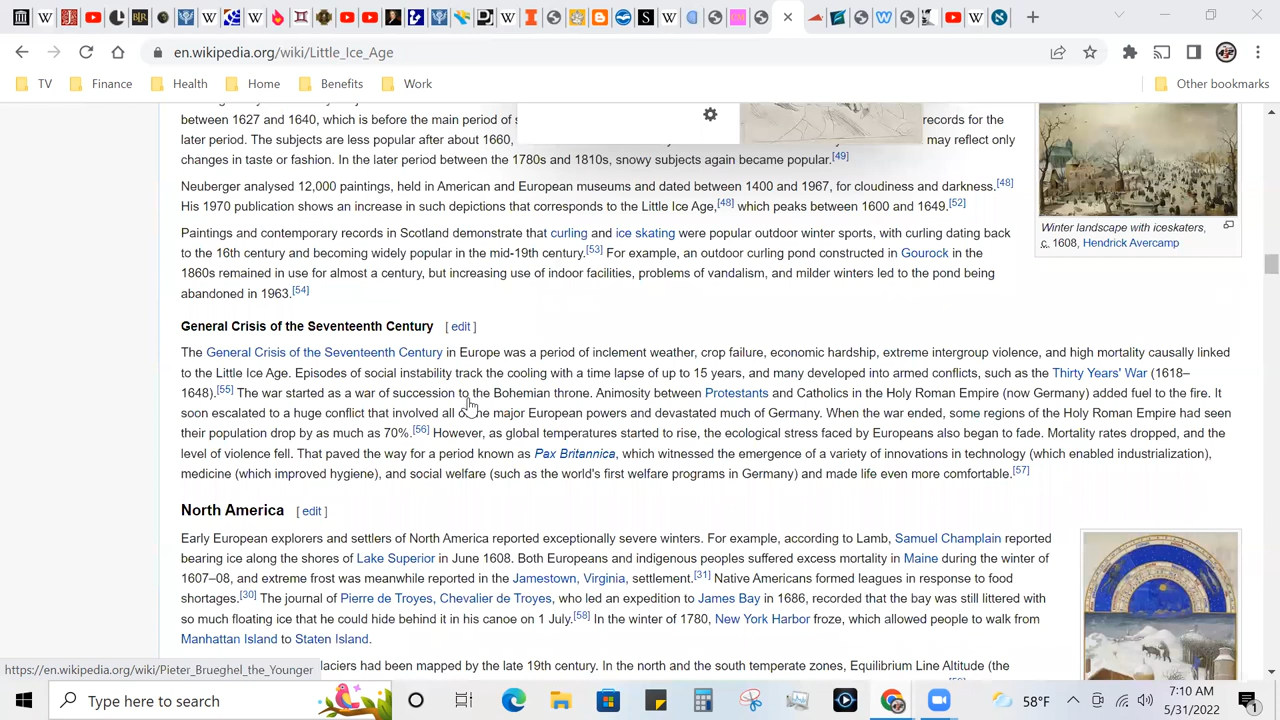 en.wikipedia.org/wiki/Little_Ice_Age
TV Finance Health Home Benefits Work Other bookmarks
between 1627 and 1640, which is before the main period of records for the
later period. The subjects are less popular after about 1660, may reflect only
changes in taste or fashion. In the later period between the 1780s and 1810s, snowy subjects again became popular.[49]
Neuberger analysed 12,000 paintings, held in American and European museums and dated between 1400 and 1967, for cloudiness and darkness.[48]
His 1970 publication shows an increase in such depictions that corresponds to the Little Ice Age,[48] which peaks between 1600 and 1649.[52]
Winter landscape with iceskaters,
c. 1608, Hendrick Avercamp
Paintings and contemporary records in Scotland demonstrate that curling and ice skating were popular outdoor winter sports, with curling dating back
to the 16th century and becoming widely popular in the mid-19th century.[53] For example, an outdoor curling pond constructed in Gourock in the
1860s remained in use for almost a century, but increasing use of indoor facilities, problems of vandalism, and milder winters led to the pond being
abandoned in 1963.[54]
General Crisis of the Seventeenth Century [ edit ]
The General Crisis of the Seventeenth Century in Europe was a period of inclement weather, crop failure, economic hardship, extreme intergroup violence, and high mortality causally linked
to the Little Ice Age. Episodes of social instability track the cooling with a time lapse of up to 15 years, and many developed into armed conflicts, such as the Thirty Years' War (1618–
1648).[55] The war started as a war of succession to the Bohemian throne. Animosity between Protestants and Catholics in the Holy Roman Empire (now Germany) added fuel to the fire. It
soon escalated to a huge conflict that involved all major European powers and devastated much of Germany. When the war ended, some regions of the Holy Roman Empire had seen
their population drop by as much as 70%.[56] However, as global temperatures started to rise, the ecological stress faced by Europeans also began to fade. Mortality rates dropped, and the
level of violence fell. That paved the way for a period known as Pax Britannica, which witnessed the emergence of a variety of innovations in technology (which enabled industrialization),
medicine (which improved hygiene), and social welfare (such as the world's first welfare programs in Germany) and made life even more comfortable.[57]
North America [ edit ]
Early European explorers and settlers of North America reported exceptionally severe winters. For example, according to Lamb, Samuel Champlain reported
bearing ice along the shores of Lake Superior in June 1608. Both Europeans and indigenous peoples suffered excess mortality in Maine during the winter of
1607–08, and extreme frost was meanwhile reported in the Jamestown, Virginia, settlement.[31] Native Americans formed leagues in response to food
shortages.[30] The journal of Pierre de Troyes, Chevalier de Troyes, who led an expedition to James Bay in 1686, recorded that the bay was still littered with
so much floating ice that he could hide behind it in his canoe on 1 July.[58] In the winter of 1780, New York Harbor froze, which allowed people to walk from
Manhattan Island to Staten Island.
https://en.wikipedia.org/wiki/Pieter_Brueghel_the_Younger
had been mapped by the late 19th century. In the north and the south temperate zones, Equilibrium Line Altitude (the
Type here to search
58°F
7:10 AM
5/31/2022
1